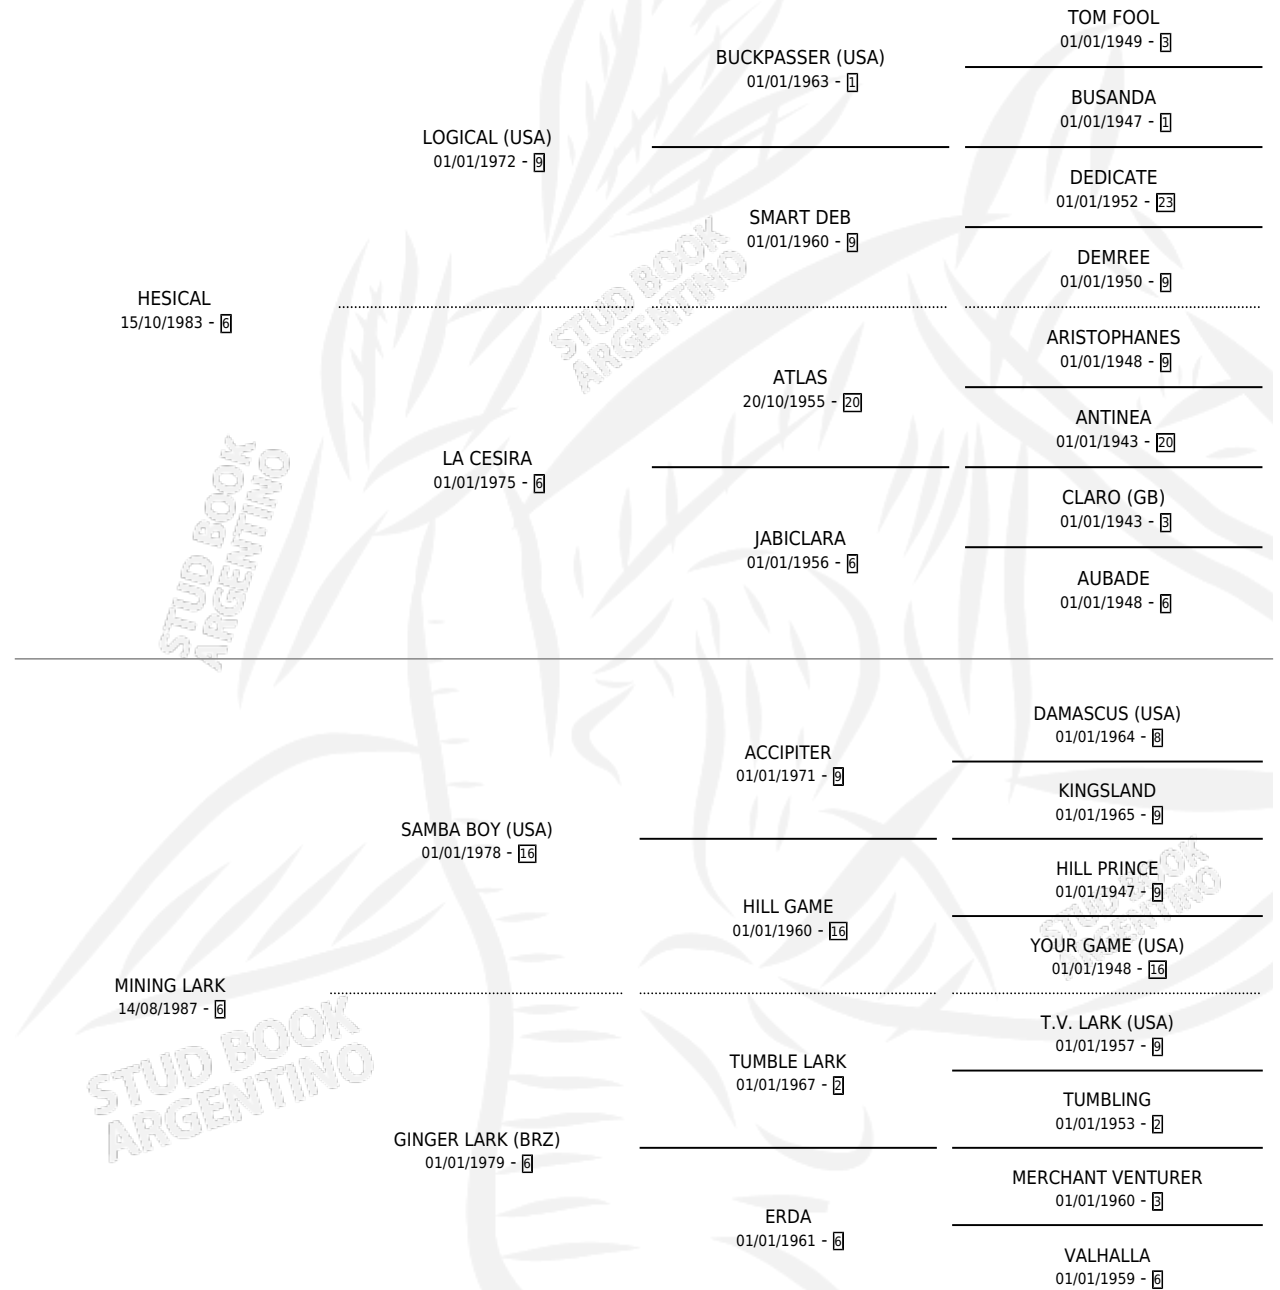 TOM FOOL
01/01/1949 - 3
BUCKPASSER (USA)
01/01/1963 - 1
BUSANDA
01/01/1947 - 1
LOGICAL (USA)
01/01/1972 - 9
DEDICATE
01/01/1952 - 23
SMART DEB
01/01/1960 - 9
DEMREE
01/01/1950 - 9
HESICAL
15/10/1983 - 6
ARISTOPHANES
01/01/1948 - 9
ATLAS
20/10/1955 - 20
ANTINEA
01/01/1943 - 20
LA CESIRA
01/01/1975 - 6
CLARO (GB)
01/01/1943 - 3
JABICLARA
01/01/1956 - 6
AUBADE
01/01/1948 - 6
DAMASCUS (USA)
01/01/1964 - 8
ACCIPITER
01/01/1971 - 9
KINGSLAND
01/01/1965 - 9
SAMBA BOY (USA)
01/01/1978 - 16
HILL PRINCE
01/01/1947 - 9
HILL GAME
01/01/1960 - 16
YOUR GAME (USA)
01/01/1948 - 16
MINING LARK
14/08/1987 - 6
T.V. LARK (USA)
01/01/1957 - 9
TUMBLE LARK
01/01/1967 - 2
TUMBLING
01/01/1953 - 2
GINGER LARK (BRZ)
01/01/1979 - 6
MERCHANT VENTURER
01/01/1960 - 3
ERDA
01/01/1961 - 6
VALHALLA
01/01/1959 - 6
STUD BOOK
ARGENTINO
STUD BOOK
ARGENTINO
STUD BOOK
ARGENTINO
STUD BOOK
ARGENTINO